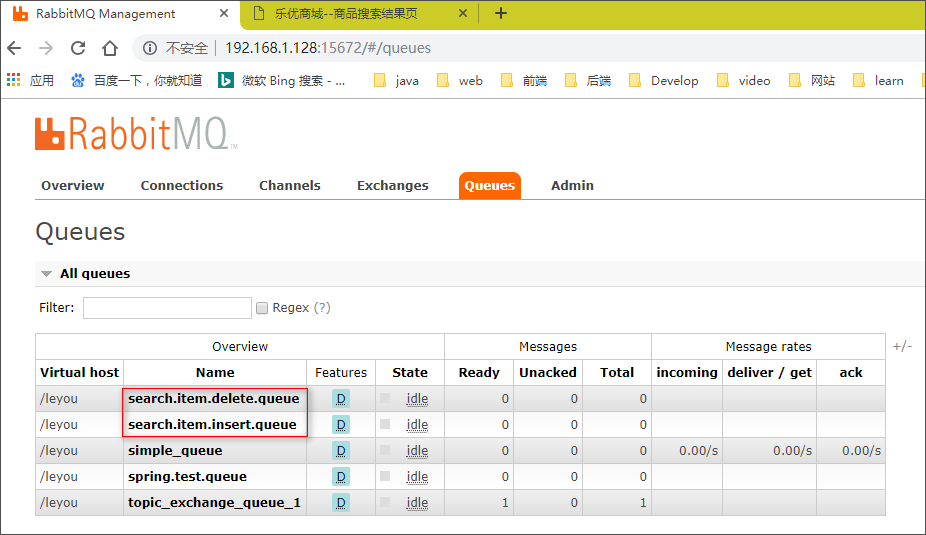 RabbitMQ Management
乐优商城--商品搜索结果页
不安全 192.168.1.128:15672/#/queues
应用 百度一下，你就知道 微软 Bing 搜索 - ... java web 前端 后端 Develop video 网站 learn
RabbitMQ TM
Overview Connections Channels Exchanges Queues Admin
Queues
All queues
Filter: Regex (?)
Overview Messages Message rates +/-
Virtual host Name Features State Ready Unacked Total incoming deliver / get ack
/leyou search.item.delete.queue D idle 0 0 0
/leyou search.item.insert.queue D idle 0 0 0
/leyou simple_queue D idle 0 0 0 0.00/s 0.00/s 0.00/s
/leyou spring.test.queue D idle 0 0 0
/leyou topic_exchange_queue_1 D idle 1 0 1